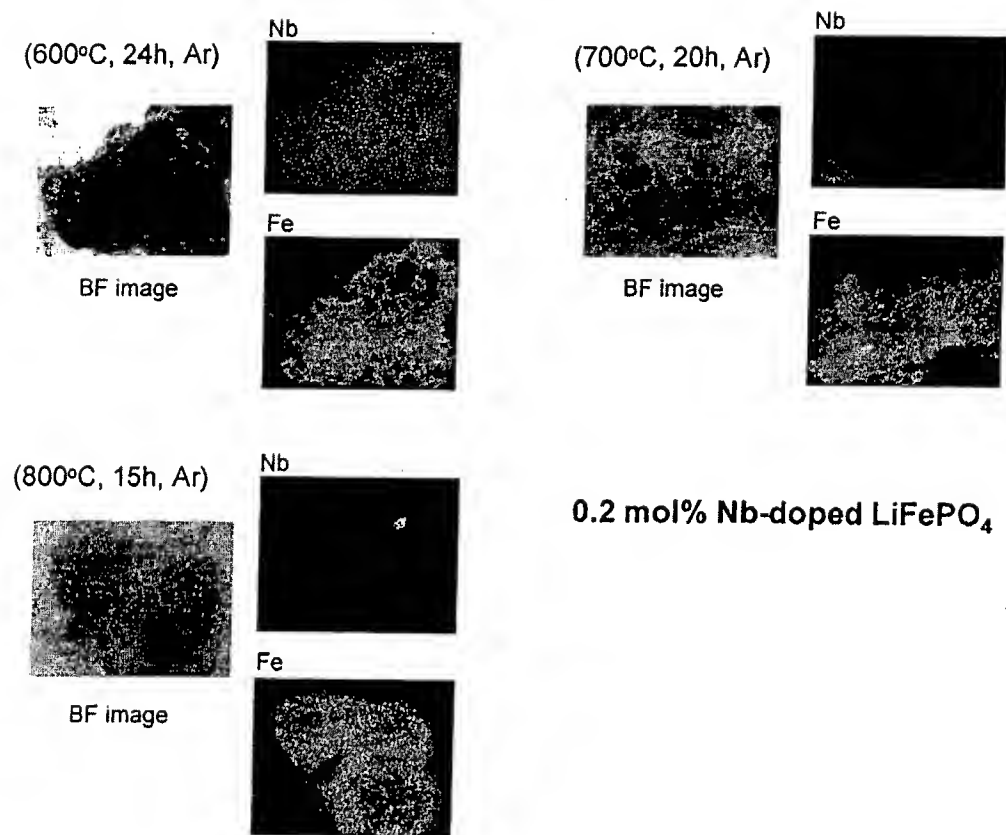 Nb
(600°C, 24h, Ar)
BF image
Fe
Nb
(700°C, 20h, Ar)
BF image
Fe
Nb
(800°C, 15h, Ar)
BF image
Fe
0.2 mol% Nb-doped LiFePO₄